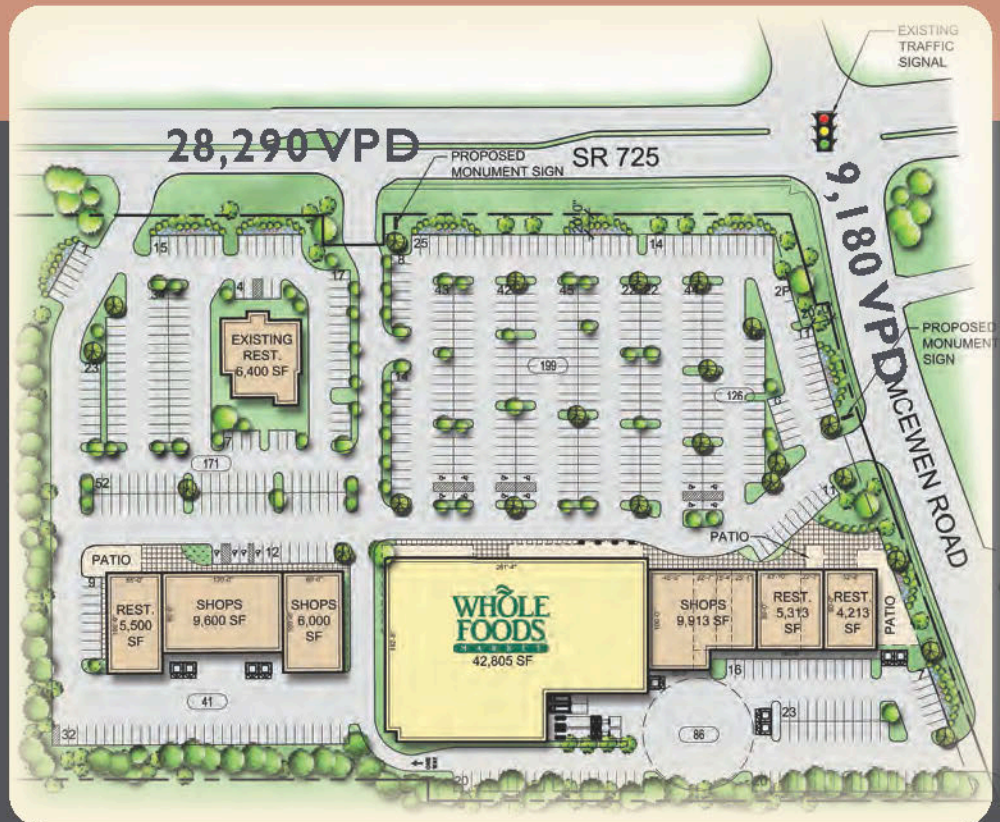 EXISTING
TRAFFIC
SIGNAL
28,290 VPD
PROPOSED
MONUMENT SIGN
SR 725
9,180 VPD
PROPOSED
MONUMENT
SIGN
MCEWEN ROAD
15
17
4
25
14
23
EXISTING
REST.
6,400 SF
199
126
171
52
12
PATIO
PATIO
PATIO
9
REST.
5,500
SF
SHOPS
9,600 SF
SHOPS
6,000
SF
WHOLE
FOODS
MARKET
42,805 SF
SHOPS
9,913 SF
REST.
5,313
SF
REST.
4,213
SF
16
23
41
86
32